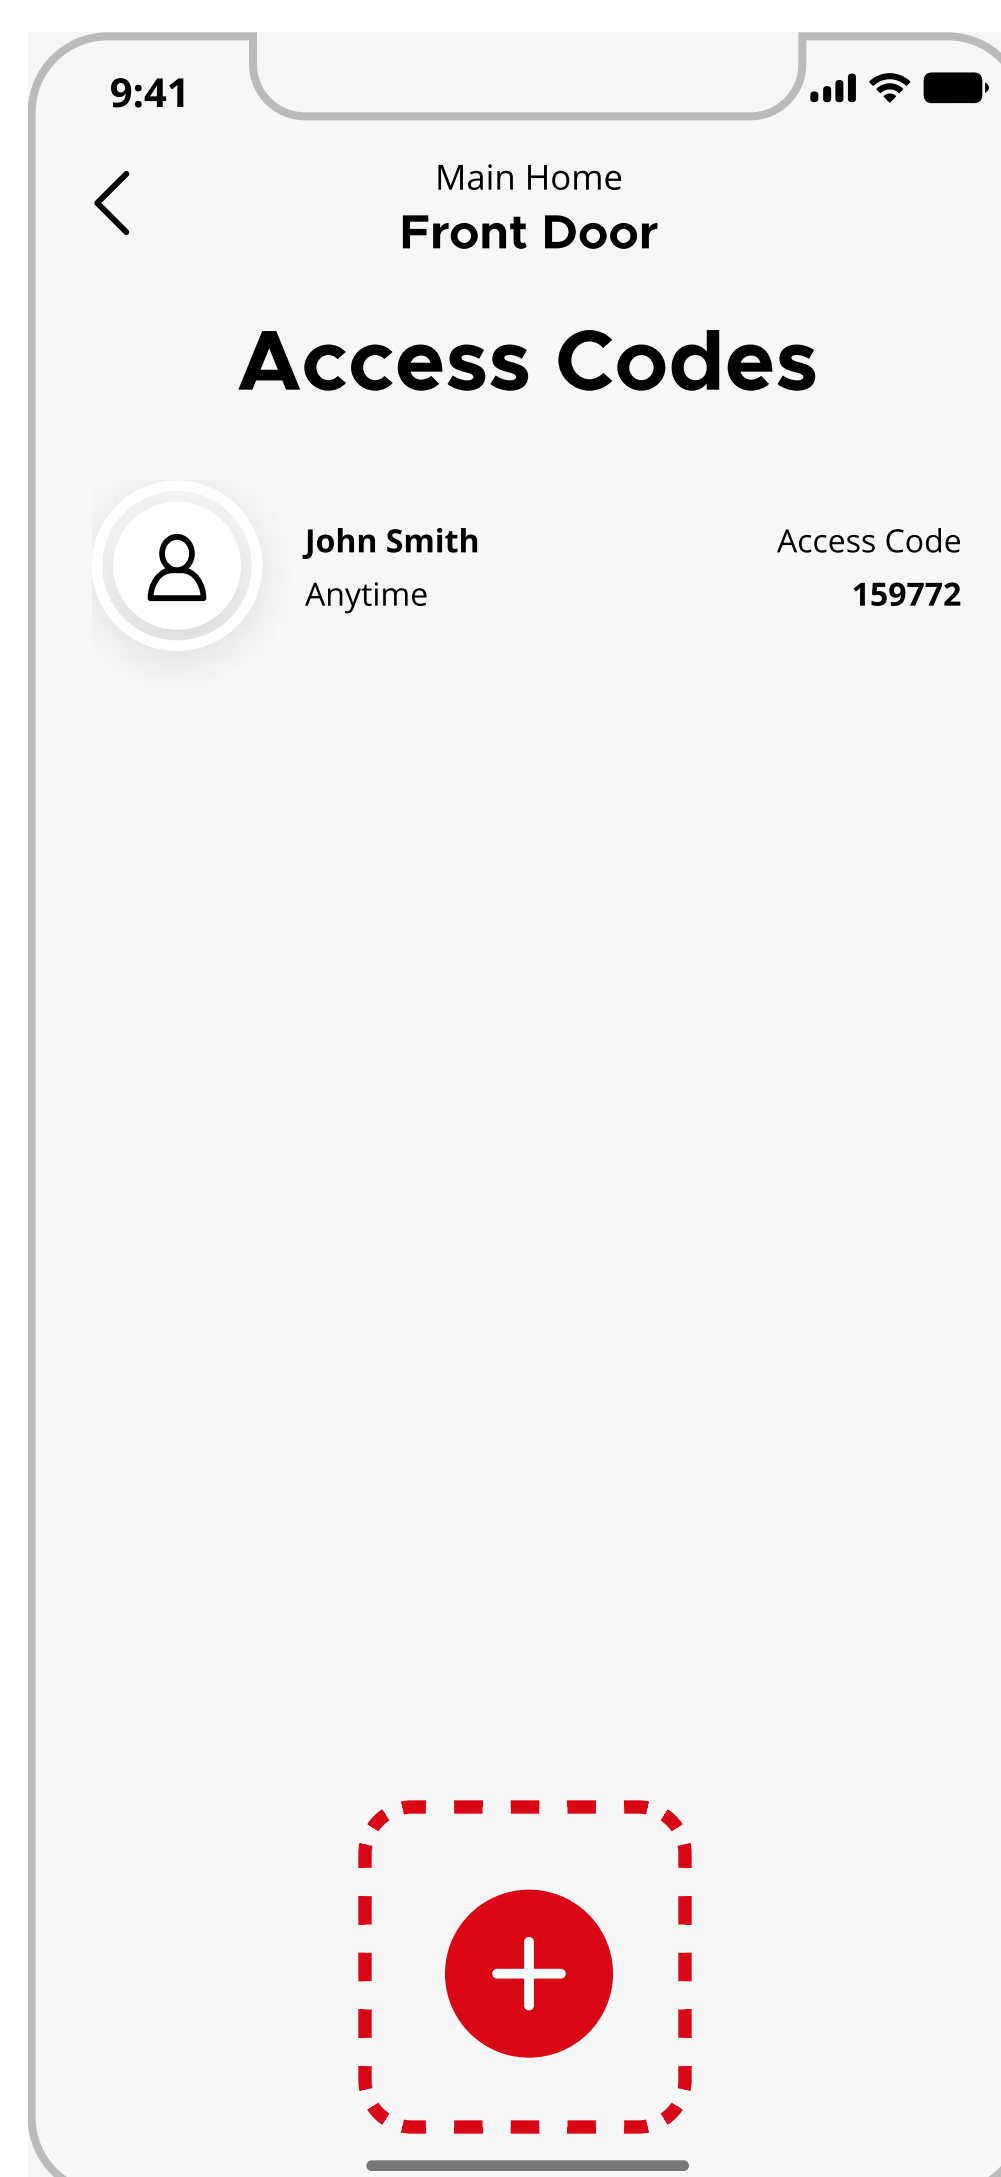 9:41
Main Home
Front Door
Access Codes
John Smith
Access Code
Anytime
159772